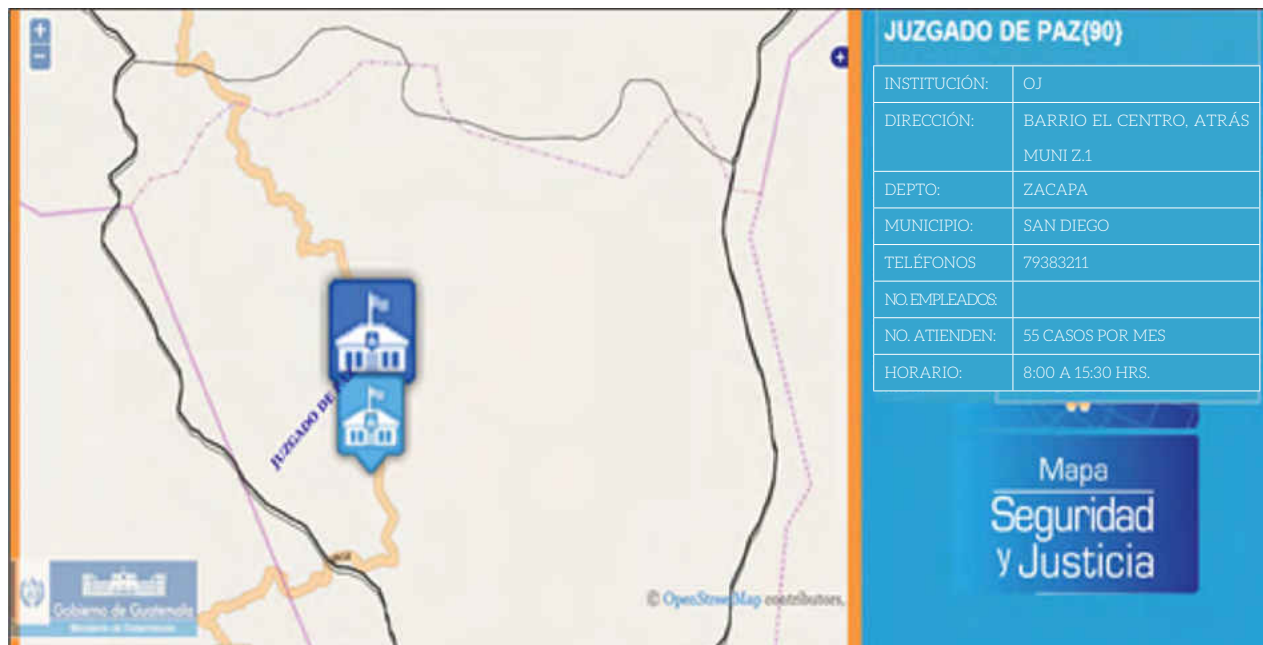 JUZGADO DE PAZ{90}
INSTITUCIÓN: OJ
DIRECCIÓN: BARRIO EL CENTRO, ATRÁS
MUNI Z.1
DEPTO: ZACAPA
MUNICIPIO: SAN DIEGO
TELÉFONOS 79383211
NO. EMPLEADOS:
NO. ATIENDEN: 55 CASOS POR MES
HORARIO: 8:00 A 15:30 HRS.
JUZGADO DE PAZ
Mapa
Seguridad
y Justicia
Gobierno de Guatemala
© OpenStreetMap contributors,